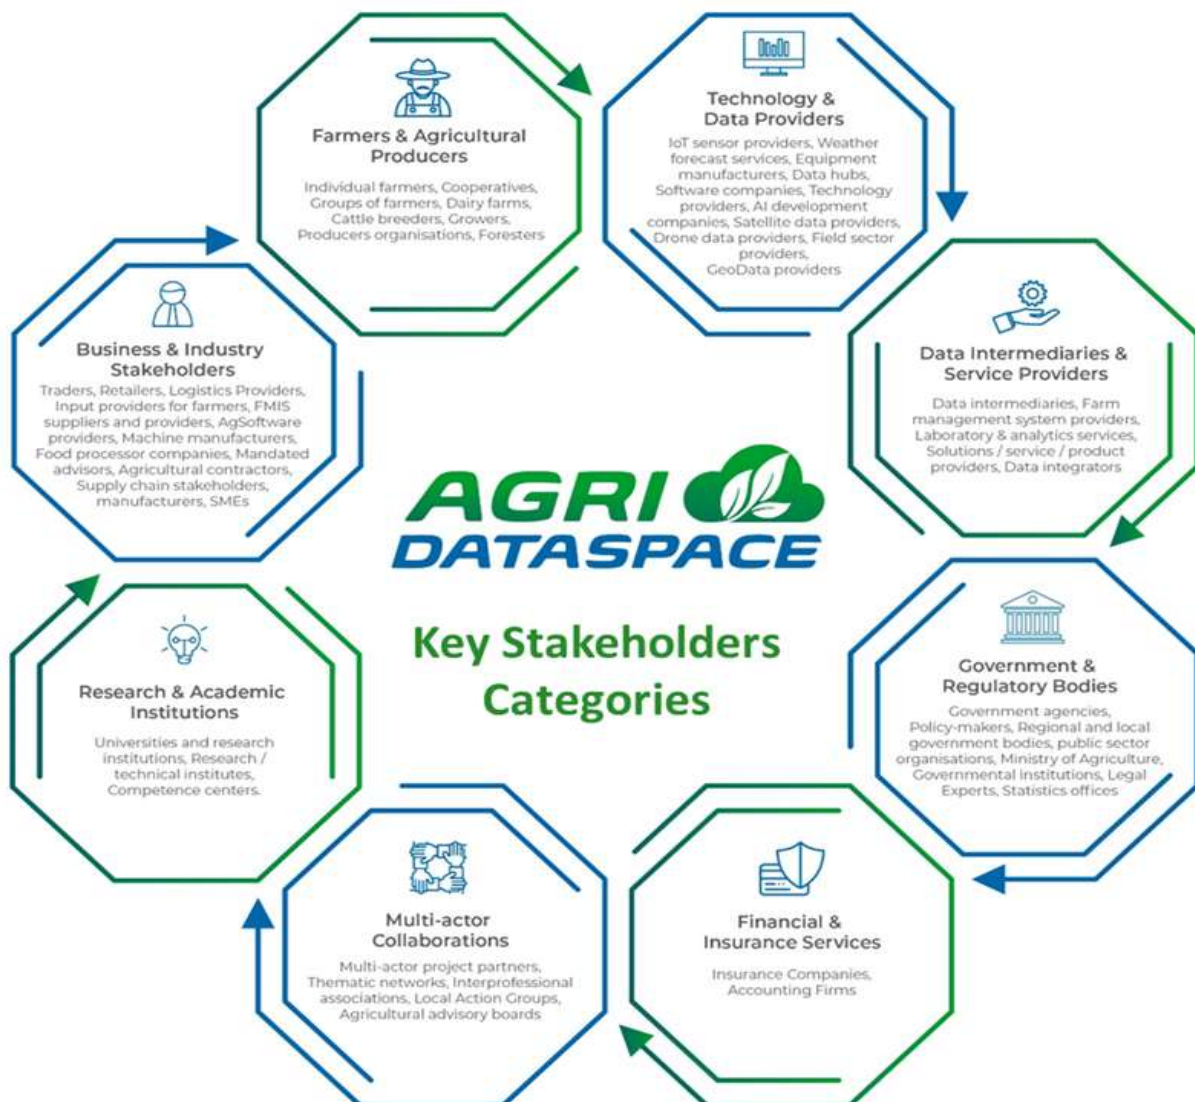 Farmers & Agricultural
Producers
Individual farmers, Cooperatives,
Groups of farmers, Dairy farms,
Cattle breeders, Growers,
Producers organisations, Foresters
Technology &
Data Providers
IoT sensor providers, Weather
forecast services, Equipment
manufacturers, Data hubs,
Software companies, Technology
providers, AI development
companies, Satellite data providers,
Drone data providers, Field sector
providers,
GeoData providers
Data Intermediaries &
Service Providers
Data intermediaries, Farm
management system providers,
Laboratory & analytics services,
Solutions / service / product
providers, Data integrators
Government &
Regulatory Bodies
Government agencies,
Policy-makers, Regional and local
government bodies, public sector
organisations, Ministry of Agriculture,
Governmental institutions, Legal
Experts, Statistics offices
Financial &
Insurance Services
Insurance Companies,
Accounting Firms
Multi-actor
Collaborations
Multi-actor project partners,
Thematic networks, Interprofessional
associations, Local Action Groups,
Agricultural advisory boards
Research & Academic
Institutions
Universities and research
institutions, Research /
technical institutes,
Competence centers.
Business & Industry
Stakeholders
Traders, Retailers, Logistics Providers,
Input providers for farmers, FMIS
suppliers and providers, AgSoftware
providers, Machine manufacturers,
Food processor companies, Mandated
advisors, Agricultural contractors,
Supply chain stakeholders,
manufacturers, SMEs
AGRI
DATASPACE
Key Stakeholders
Categories